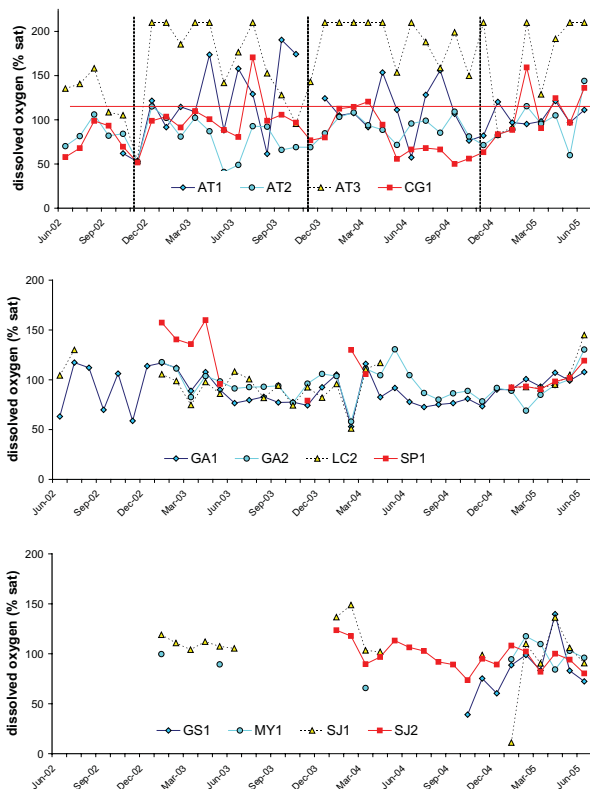 dissolved oxygen (% sat)
200
150
100
50
0
AT1 AT2 AT3 CG1
Jun-02 Sep-02 Dec-02 Mar-03 Jun-03 Sep-03 Dec-03 Mar-04 Jun-04 Sep-04 Dec-04 Mar-05 Jun-05
dissolved oxygen (% sat)
200
150
100
50
0
GA1 GA2 LC2 SP1
Jun-02 Sep-02 Dec-02 Mar-03 Jun-03 Sep-03 Dec-03 Mar-04 Jun-04 Sep-04 Dec-04 Mar-05 Jun-05
dissolved oxygen (% sat)
200
150
100
50
0
GS1 MY1 SJ1 SJ2
Jun-02 Sep-02 Dec-02 Mar-03 Jun-03 Sep-03 Dec-03 Mar-04 Jun-04 Sep-04 Dec-04 Mar-05 Jun-05